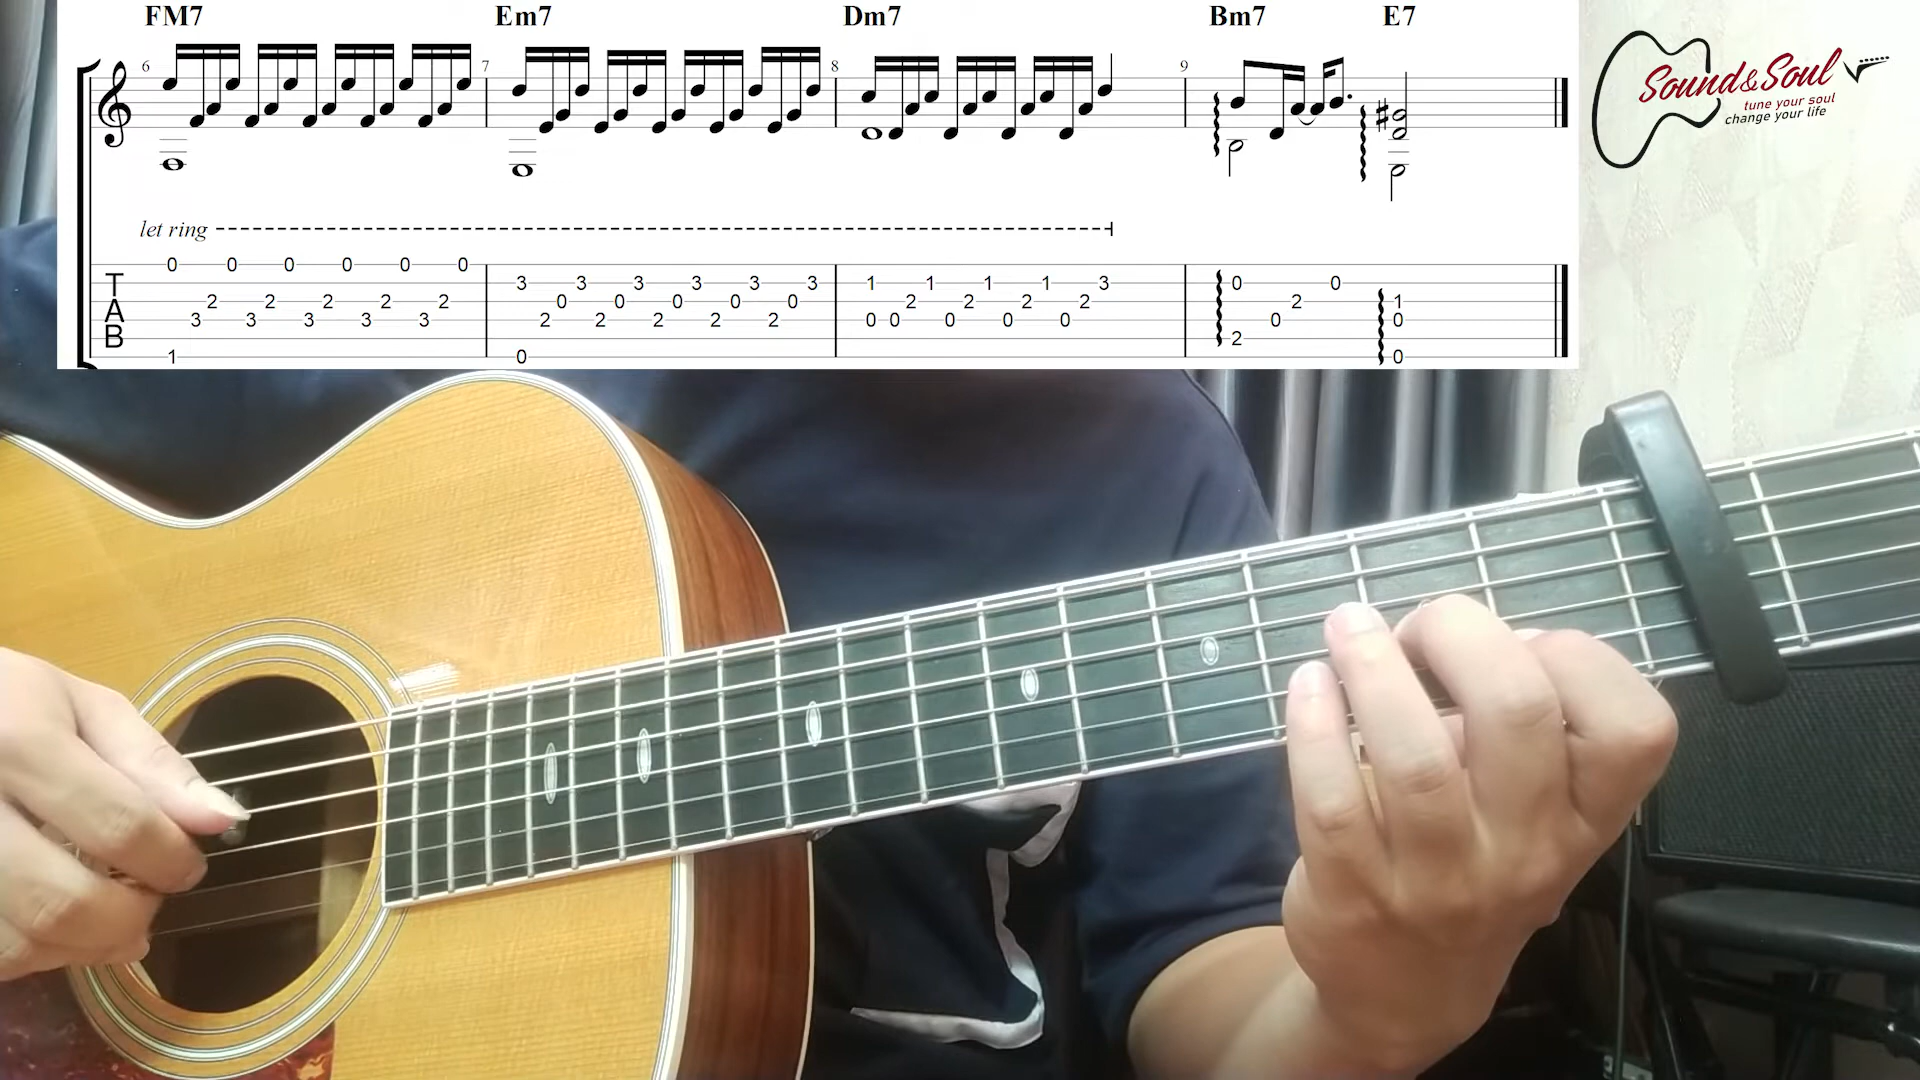 FM7 Em7 Dm7 Bm7 E7
6 7 8 9
Sound&Soul
tune your soul
change your life
let ring
0 0 0 0 0 0
T 3 3 3 3 3 3 1 1 1 1 3 0 0
2 2 2 2 2 0 0 0 0 0 2 2 2 2 1
A 3 3 3 3 3 2 2 2 2 2 0 0 0 0 0 0 0
B 2
1 0 0